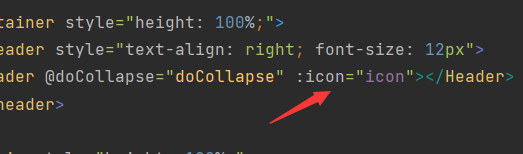 tainer style="height: 100%;">
eader style="text-align: right; font-size: 12px">
ader @doCollapse="doCollapse" :icon="icon"></Header>
header>